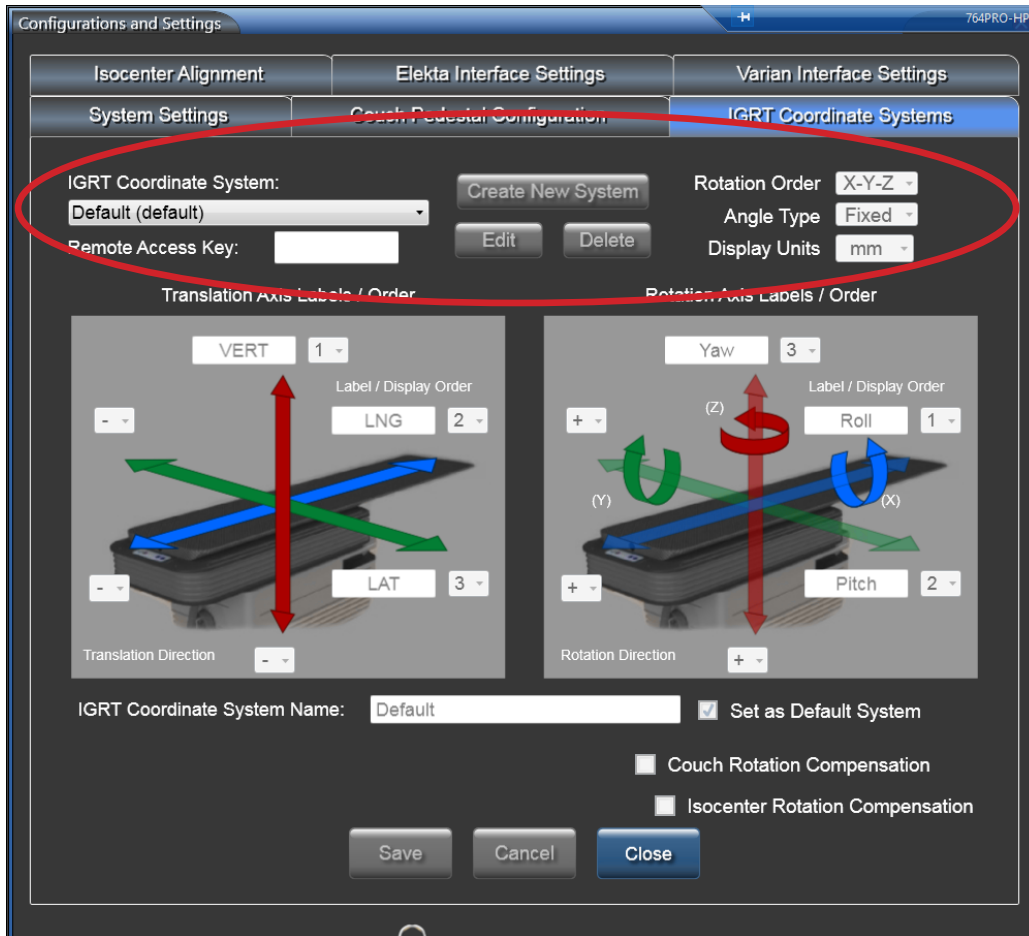 Configurations and Settings
764PRO-HP
Isocenter Alignment
Elekta Interface Settings
Varian Interface Settings
System Settings
Couch Pedestal Configuration
IGRT Coordinate Systems
IGRT Coordinate System:
Default (default)
Remote Access Key:
Create New System
Edit
Delete
Rotation Order X-Y-Z
Angle Type Fixed
Display Units mm
Translation Axis Labels / Order
VERT 1
Label / Display Order
-
LNG 2
-
LAT 3
Translation Direction
-
Rotation Axis Labels / Order
Yaw 3
Label / Display Order
+
(Z)
Roll 1
(Y)
(X)
+
Pitch 2
Rotation Direction
+
IGRT Coordinate System Name: Default
Set as Default System
Couch Rotation Compensation
Isocenter Rotation Compensation
Save
Cancel
Close